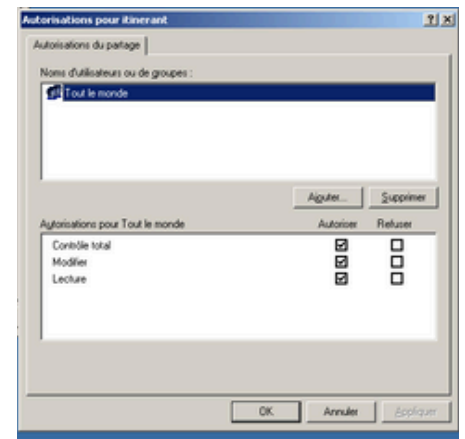 Autorisations pour itinerant
Autorisations du partage
Noms d'utilisateurs ou de groupes :
Tout le monde
Ajouter... Supprimer
Autorisations pour Tout le monde Autoriser Refuser
Contrôle total
Modifier
Lecture
OK Annuler Appliquer